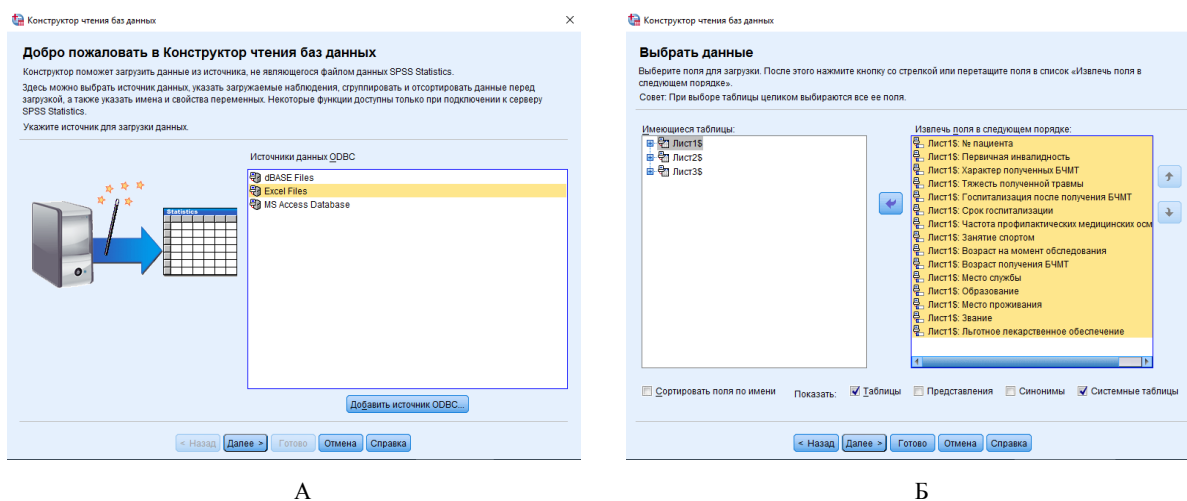 Конструктор чтения баз данных
Добро пожаловать в Конструктор чтения баз данных
Конструктор поможет загрузить данные из источника, не являющегося файлом данных SPSS Statistics.
Здесь можно выбрать источник данных, указать загружаемые наблюдения, сгруппировать и отсортировать данные перед
загрузкой, а также указать имена и свойства переменных. Некоторые функции доступны только при подключении к серверу
SPSS Statistics.
Укажите источник для загрузки данных.
Statistics
Источники данных ODBC
dBASE Files
Excel Files
MS Access Database
Добавить источник ODBC...
< Назад
Далее >
Готово
Отмена
Справка
А
Конструктор чтения баз данных
Выбрать данные
Выберите поля для загрузки. После этого нажмите кнопку со стрелкой или перетащите поля в список «Извлечь поля в
следующем порядке».
Совет: При выборе таблицы целиком выбираются все ее поля.
Имеющиеся таблицы:
Лист1$
Лист2$
Лист3$
Извлечь поля в следующем порядке:
Лист1$: № пациента
Лист1$: Первичная инвалидность
Лист1$: Характер полученных БЧМТ
Лист1$: Тяжесть полученной травмы
Лист1$: Госпитализация после получения БЧМТ
Лист1$: Срок госпитализации
Лист1$: Частота профилактических медицинских осм
Лист1$: Занятие спортом
Лист1$: Возраст на момент обследования
Лист1$: Возраст получения БЧМТ
Лист1$: Место службы
Лист1$: Образование
Лист1$: Место проживания
Лист1$: Звание
Лист1$: Льготное лекарственное обеспечение
Сортировать поля по имени
Показать:
Таблицы
Представления
Синонимы
Системные таблицы
< Назад
Далее >
Готово
Отмена
Справка
Б